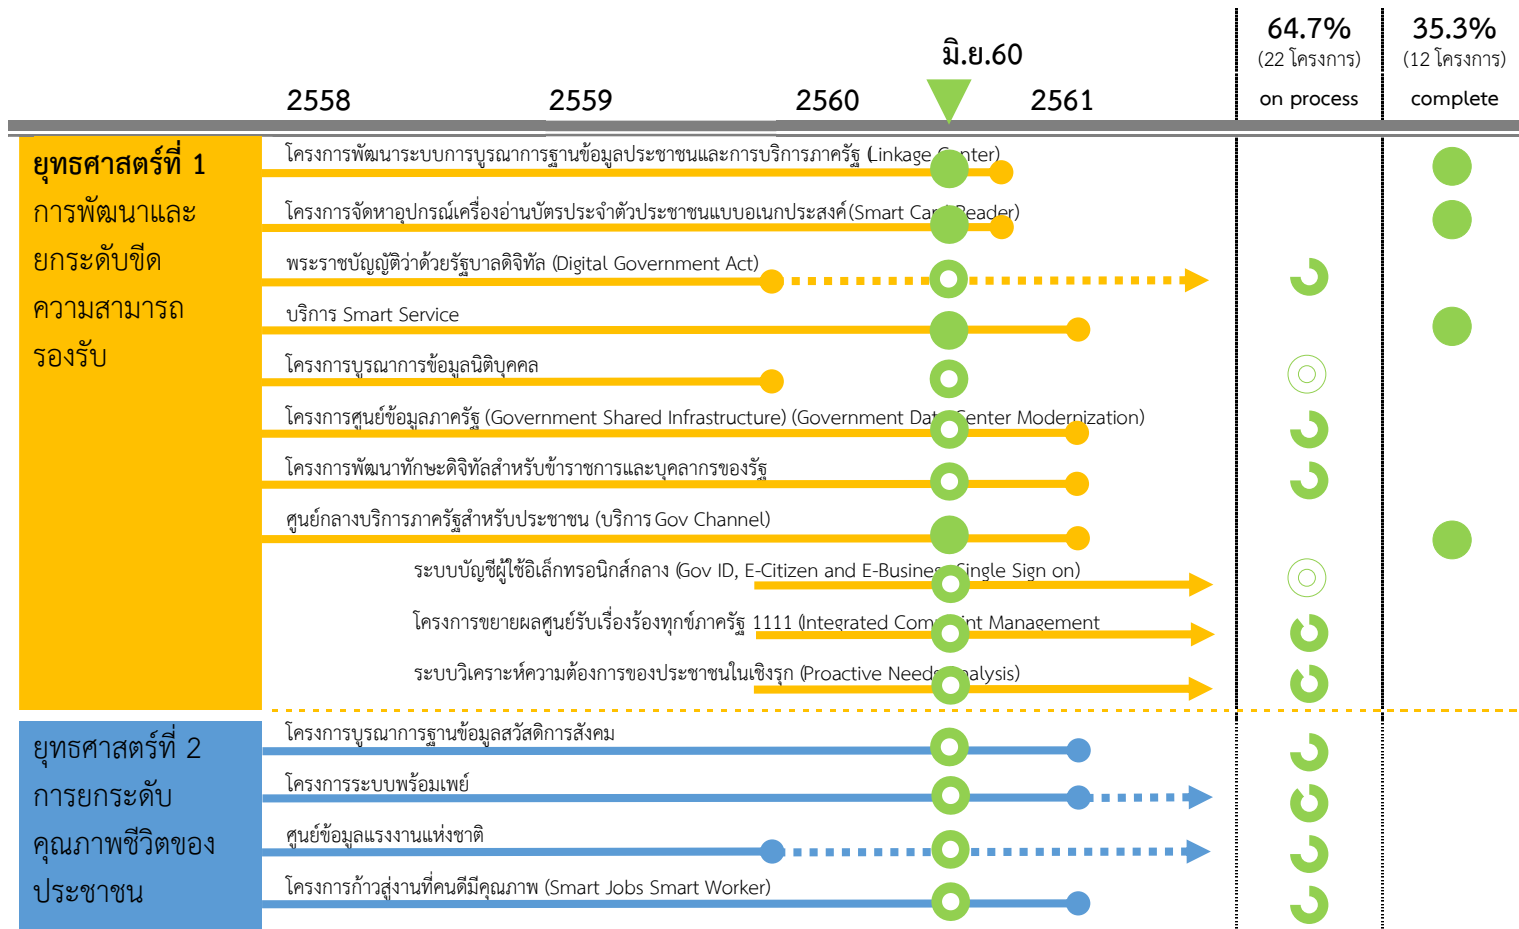 64.7%
35.3%
มิ.ย.60
(22 โครงการ)
(12 โครงการ)
2558
2559
2560
2561
on process
complete
ยุทธศาสตร์ที่ 1
การพัฒนาและ
ยกระดับขีด
ความสามารถ
รองรับ
โครงการพัฒนาระบบการบูรณาการฐานข้อมูลประชาชนและการบริการภาครัฐ (Linkage Center)
โครงการจัดหาอุปกรณ์เครื่องอ่านบัตรประจำตัวประชาชนแบบอเนกประสงค์(Smart Card Reader)
พระราชบัญญัติว่าด้วยรัฐบาลดิจิทัล (Digital Government Act)
บริการ Smart Service
โครงการบูรณาการข้อมูลนิติบุคคล
โครงการศูนย์ข้อมูลภาครัฐ (Government Shared Infrastructure) (Government Data Center Modernization)
โครงการพัฒนาทักษะดิจิทัลสำหรับข้าราชการและบุคลากรของรัฐ
ศูนย์กลางบริการภาครัฐสำหรับประชาชน (บริการ Gov Channel)
ระบบบัญชีผู้ใช้อิเล็กทรอนิกส์กลาง (Gov ID, E-Citizen and E-Business Single Sign on)
โครงการขยายผลศูนย์รับเรื่องร้องทุกข์ภาครัฐ 1111 (Integrated Complaint Management
ระบบวิเคราะห์ความต้องการของประชาชนในเชิงรุก (Proactive Needs Analysis)
ยุทธศาสตร์ที่ 2
การยกระดับ
คุณภาพชีวิตของ
ประชาชน
โครงการบูรณาการฐานข้อมูลสวัสดิการสังคม
โครงการระบบพร้อมเพย์
ศูนย์ข้อมูลแรงงานแห่งชาติ
โครงการก้าวสู่งานที่คนดีมีคุณภาพ (Smart Jobs Smart Worker)